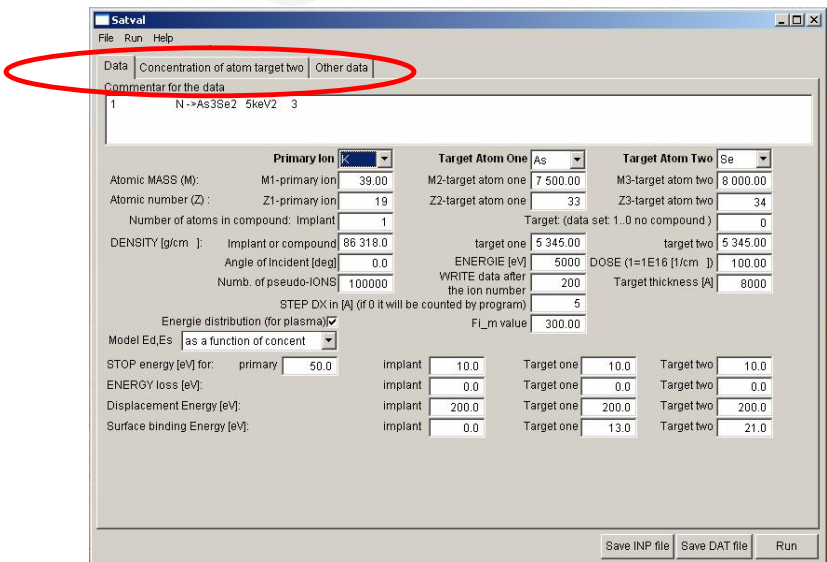 Satval
File Run Help
Data Concentration of atom target two Other data
Commentar for the data
1 N ->As3Se2 5keV2 3
Primary Ion K Target Atom One As Target Atom Two Se
Atomic MASS (M): M1-primary ion 39.00 M2-target atom one 7 500.00 M3-target atom two 8 000.00
Atomic number (Z) : Z1-primary ion 19 Z2-target atom one 33 Z3-target atom two 34
Number of atoms in compound: Implant 1 Target: (data set: 1..0 no compound ) 0
DENSITY [g/cm ]: Implant or compound 86 318.0 target one 5 345.00 target two 5 345.00
Angle of Incident [deg] 0.0 ENERGIE [eV] 5000 DOSE (1=1E16 [1/cm ]) 100.00
Numb. of pseudo-IONS 100000 WRITE data after the ion number 200 Target thickness [A] 8000
STEP DX in [A] (if 0 it will be counted by program) 5
Energie distribution (for plasma) Fi_m value 300.00
Model Ed,Es as a function of concent
STOP energy [eV] for: primary 50.0 implant 10.0 Target one 10.0 Target two 10.0
ENERGY loss [eV]: implant 0.0 Target one 0.0 Target two 0.0
Displacement Energy [eV]: implant 200.0 Target one 200.0 Target two 200.0
Surface binding Energy [eV]: implant 0.0 Target one 13.0 Target two 21.0
Save INP file Save DAT file Run